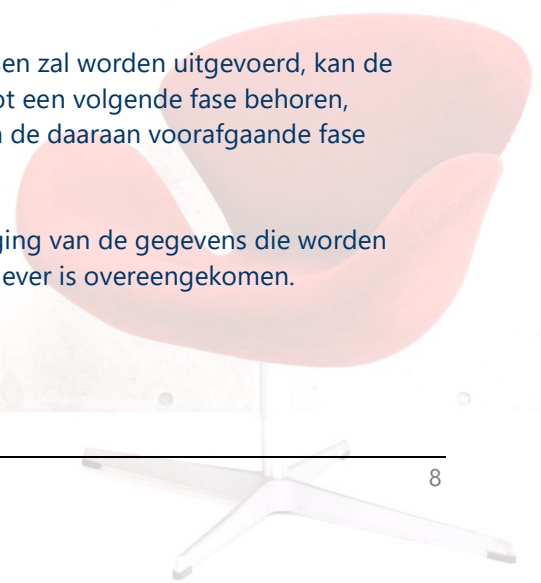 sen zal worden uitgevoerd, kan de
ot een volgende fase behoren,
n de daaraan voorafgaande fase
ging van de gegevens die worden
ever is overeengekomen.
8